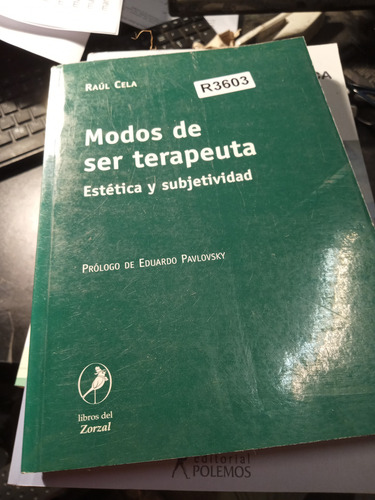 RAÚL CELA
R3603
Modos de
ser terapeuta
Estética y subjetividad
PRÓLOGO DE EDUARDO PAVLOVSKY
libros del
Zorzal
editorial
POLEMOS